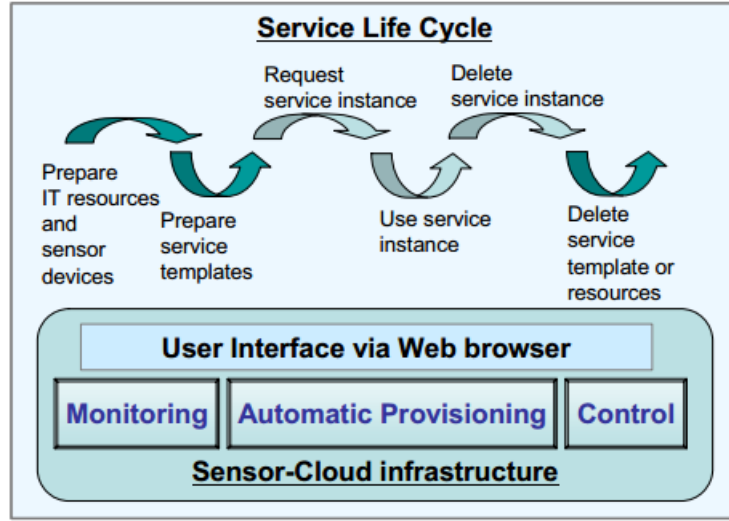 Service Life Cycle
Request
service instance
Delete
service instance
Prepare
IT resources
and
sensor
devices
Prepare
service
templates
Use service
instance
Delete
service
template or
resources
User Interface via Web browser
Monitoring
Automatic Provisioning
Control
Sensor-Cloud infrastructure